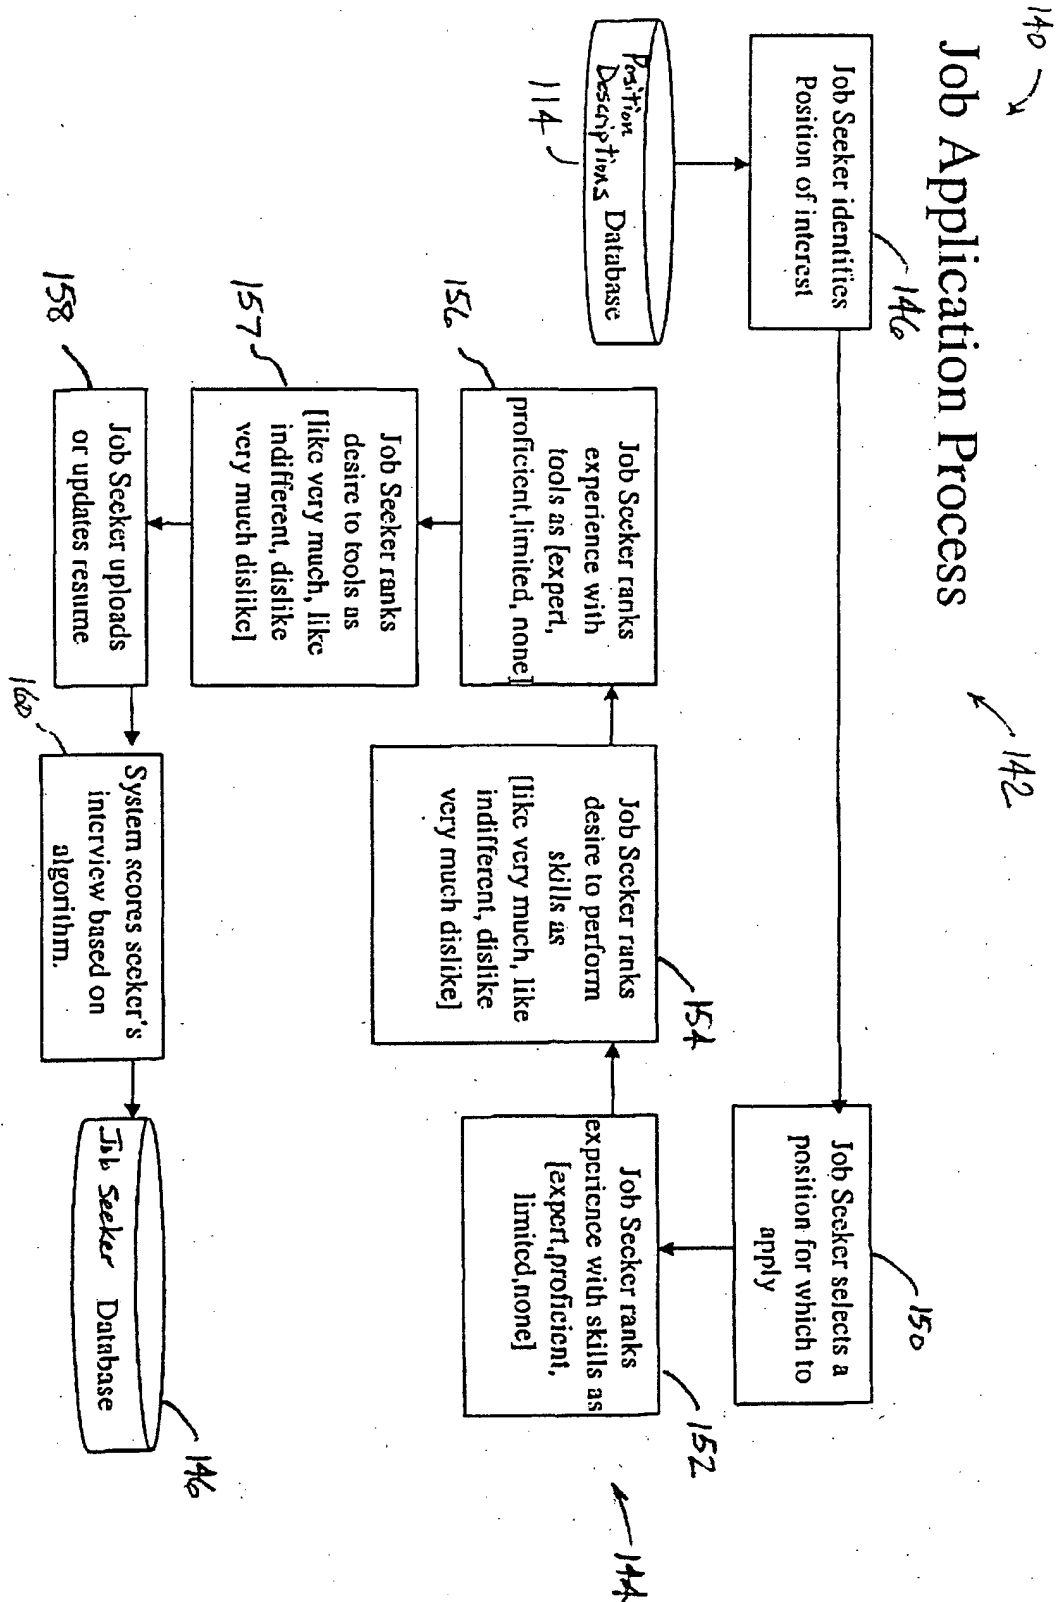 140
Job Application Process
142
Job Seeker identifies
Position of interest
146
Position
Descriptions Database
114
Job Seeker selects a
position for which to
apply
150
Job Seeker ranks
experience with skills as
[expert,proficient,
limited,none]
152
144
Job Seeker ranks
desire to perform
skills as
[like very much, like
indifferent, dislike
very much dislike]
154
Job Seeker ranks
experience with
tools as [expert,
proficient,limited, none]
156
Job Seeker ranks
desire to tools as
[like very much, like
indifferent, dislike
very much dislike]
157
Job Seeker uploads
or updates resume
158
System scores seeker's
interview based on
algorithm.
160
Job Seeker Database
146